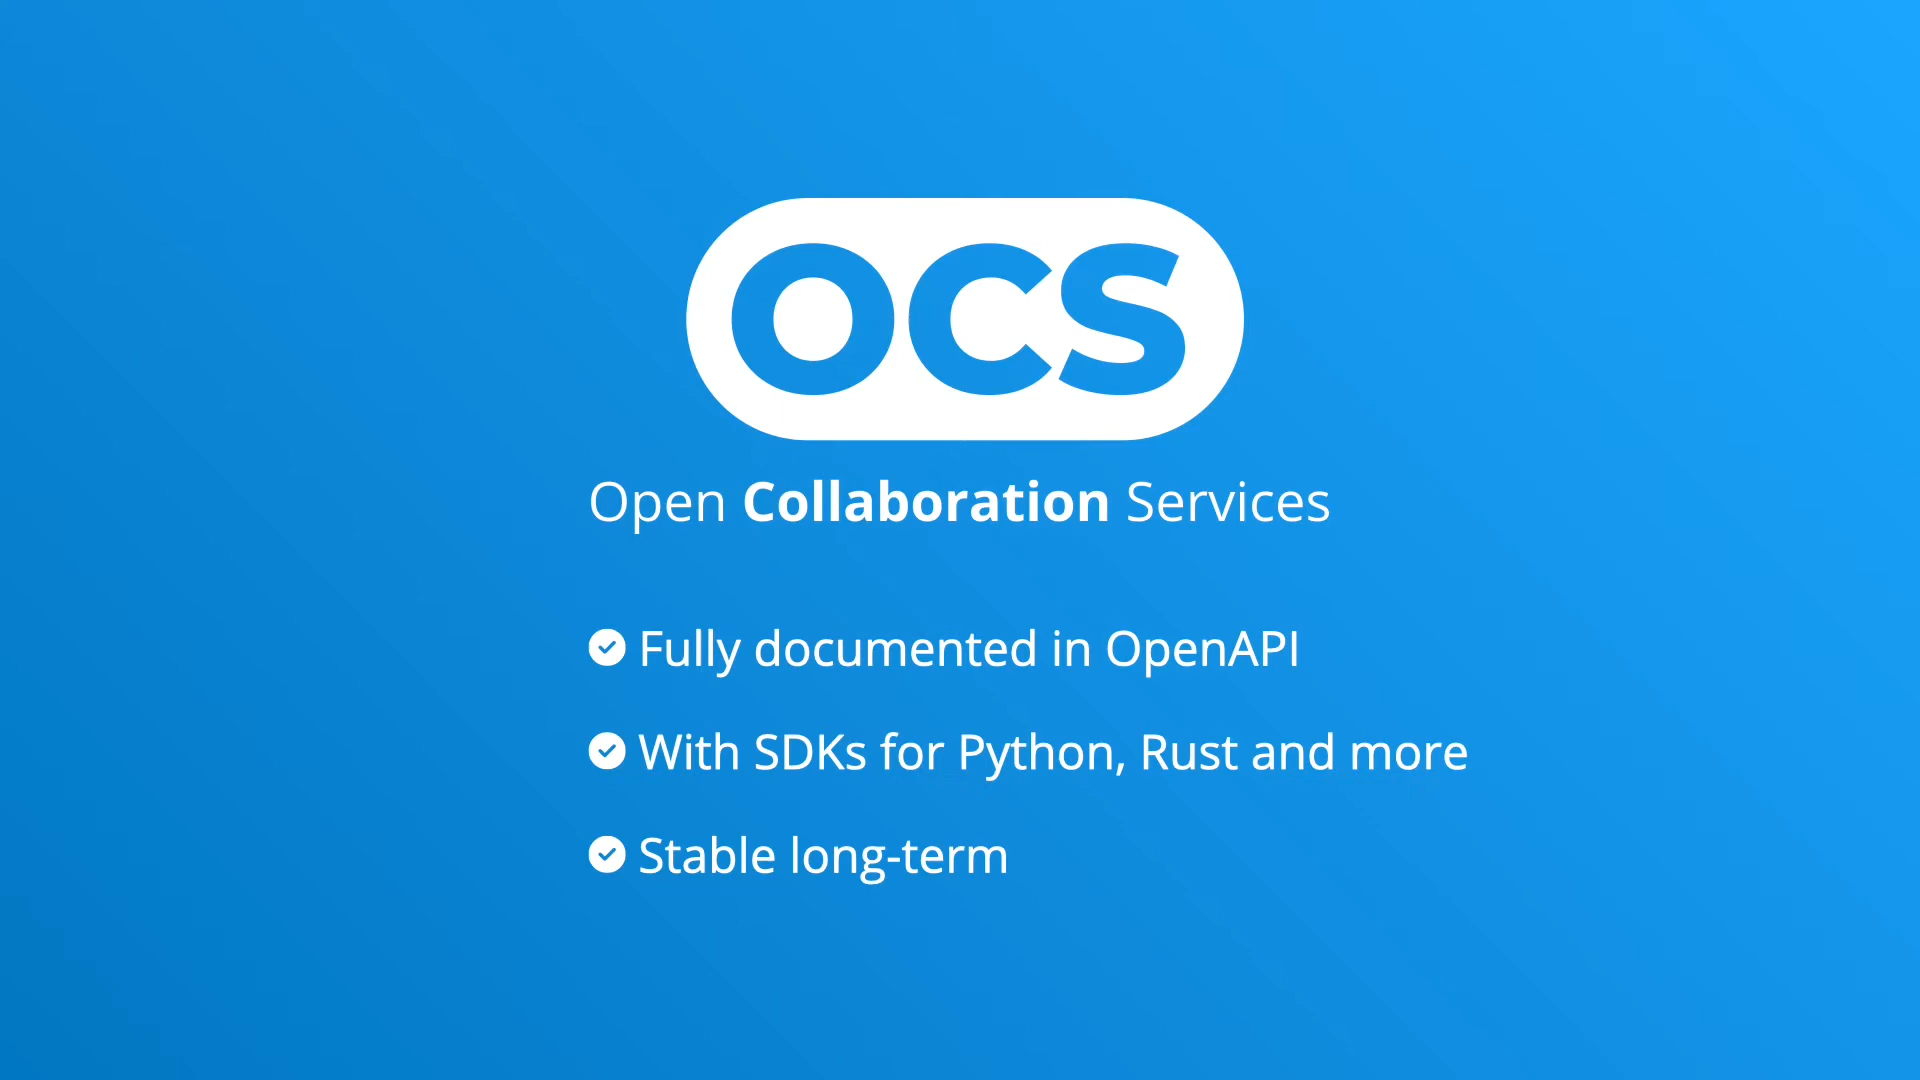 OCS
Open Collaboration Services
Fully documented in OpenAPI
With SDKs for Python, Rust and more
Stable long-term